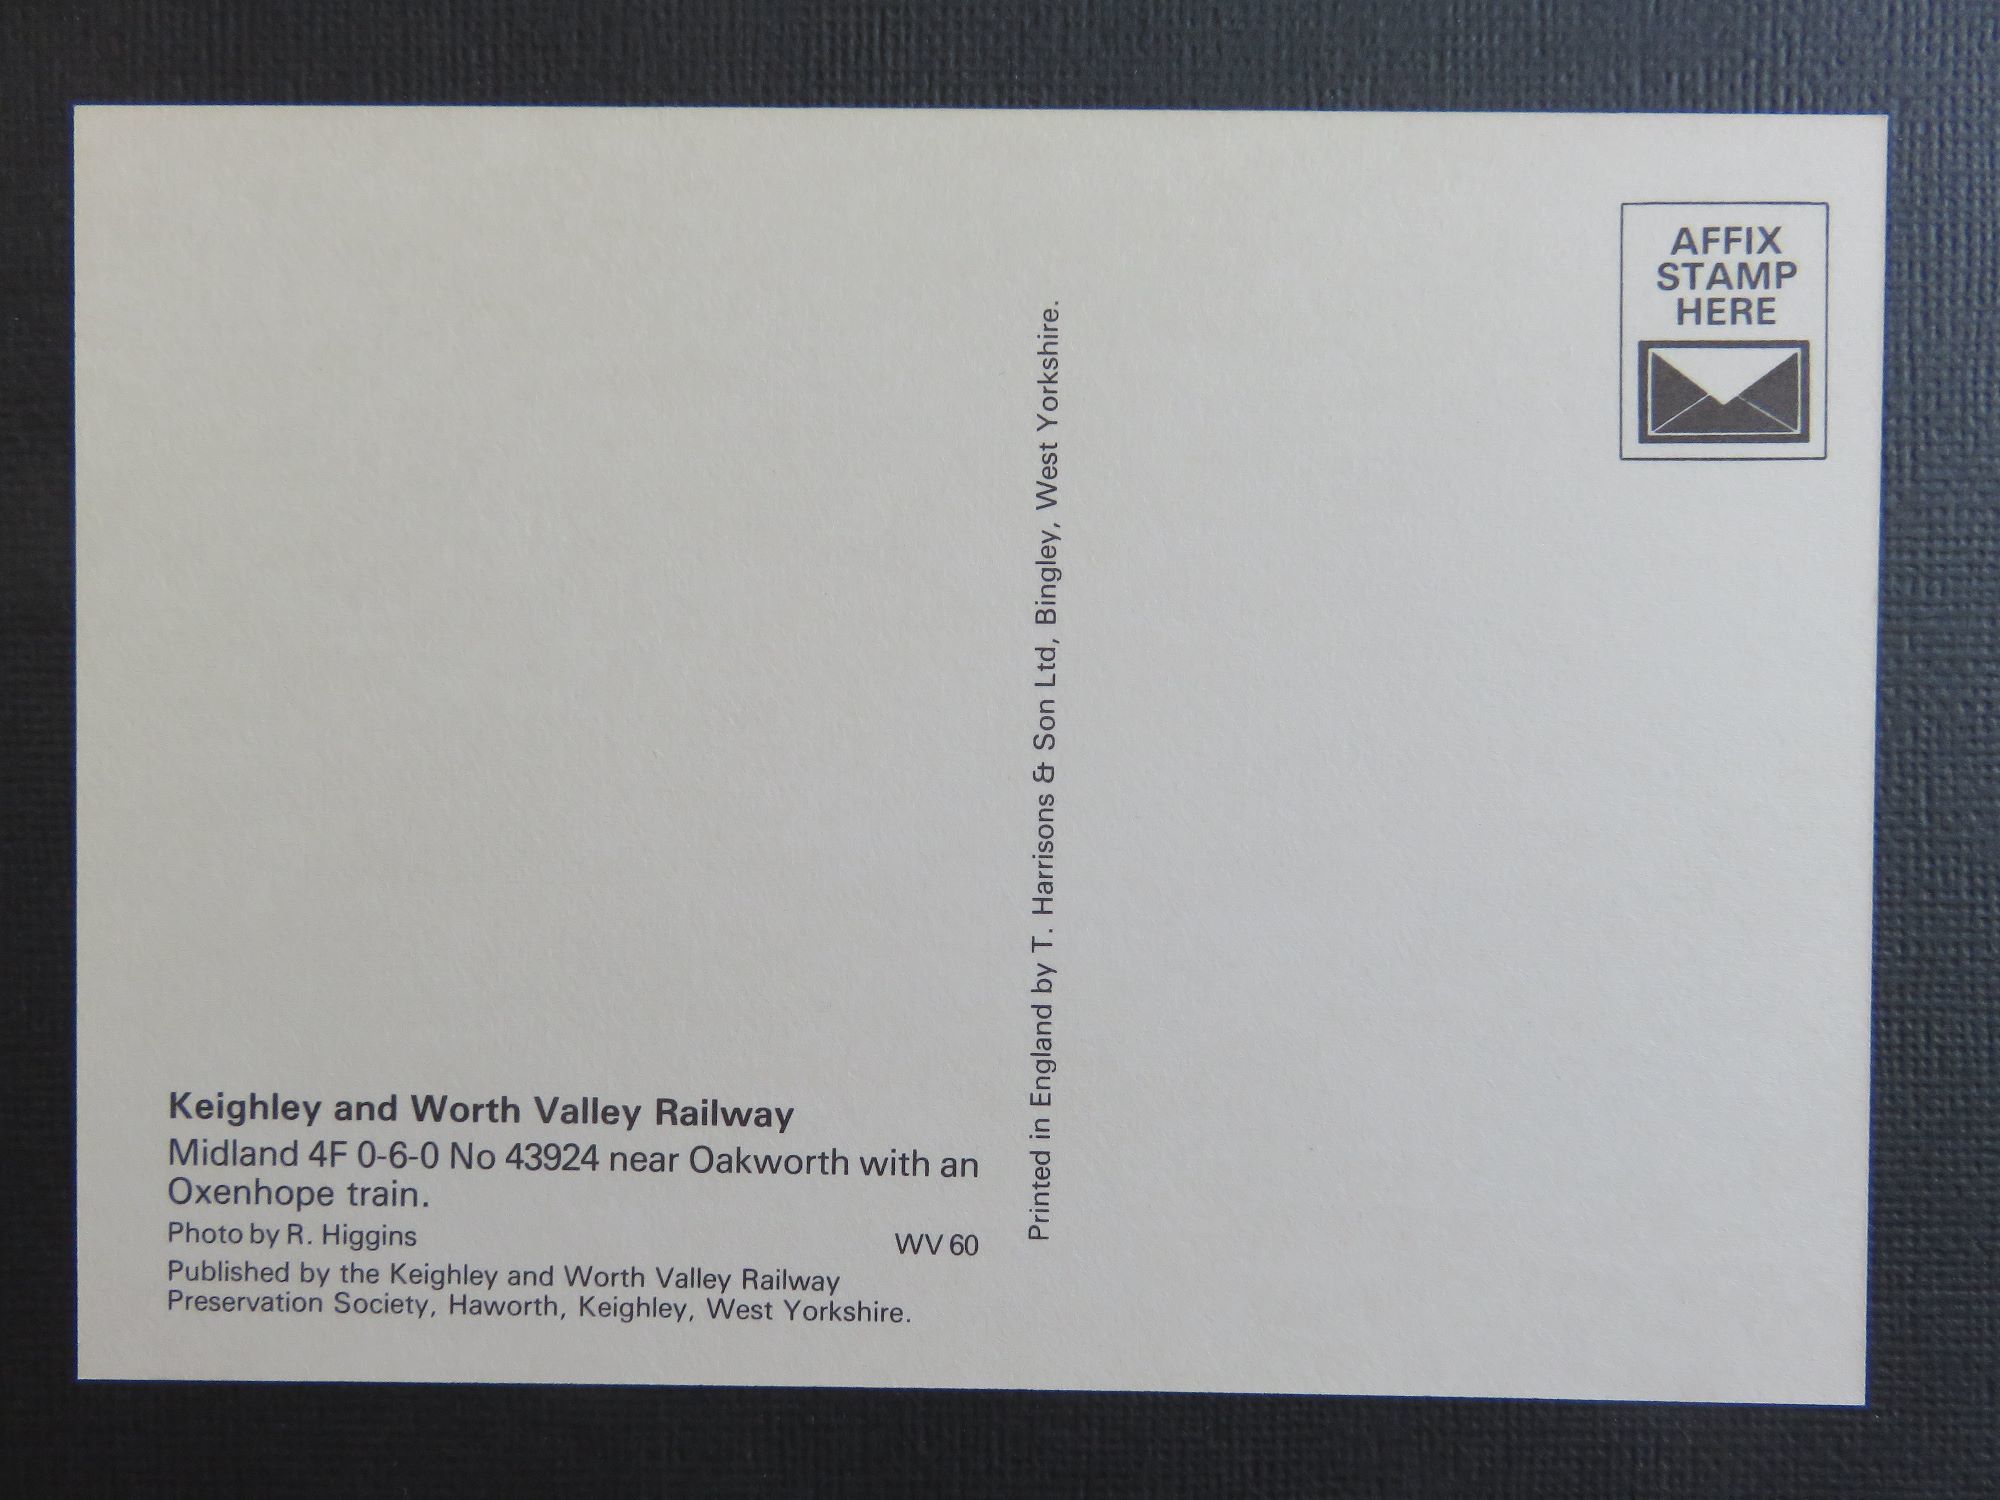 AFFIX
STAMP
HERE
Printed in England by T. Harrisons & Son Ltd, Bingley, West Yorkshire.
Keighley and Worth Valley Railway
Midland 4F 0-6-0 No 43924 near Oakworth with an
Oxenhope train.
Photo by R. Higgins
WV 60
Published by the Keighley and Worth Valley Railway
Preservation Society, Haworth, Keighley, West Yorkshire.